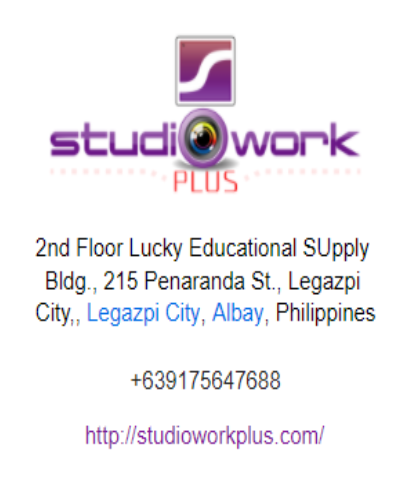 studiowork
PLUS
2nd Floor Lucky Educational SUpply
Bldg., 215 Penaranda St., Legazpi
City,, Legazpi City, Albay, Philippines
+639175647688
http://studioworkplus.com/